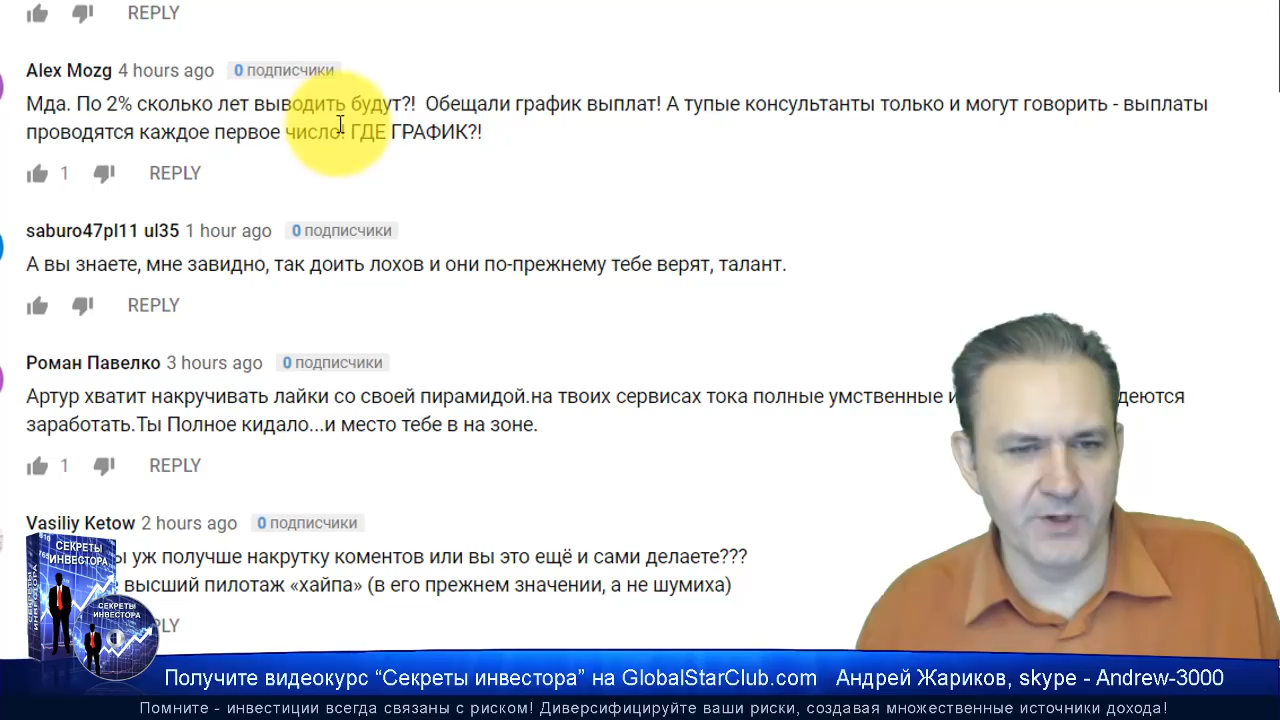 REPLY
Alex Mozg 4 hours ago 0 подписчики
Мда. По 2% сколько лет выводить будут?! Обещали график выплат! А тупые консультанты только и могут говорить - выплаты
проводятся каждое первое число! ГДЕ ГРАФИК?!
1 REPLY
saburo47pl11 ul35 1 hour ago 0 подписчики
А вы знаете, мне завидно, так доить лохов и они по-прежнему тебе верят, талант.
REPLY
Роман Павелко 3 hours ago 0 подписчики
Артур хватит накручивать лайки со своей пирамидой.на твоих сервисах тока полные умственные
заработать.Ты Полное кидало...и место тебе в на зоне.
1 REPLY
Vasiliy Ketow 2 hours ago 0 подписчики
уж получше накрутку коментов или вы это ещё и сами делаете???
высший пилотаж «хайпа» (в его прежнем значении, а не шумиха)
СЕКРЕТЫ
ИНВЕСТОРА
СЕКРЕТЫ
ИНВЕСТОРА
Получите видеокурс “Секреты инвестора” на GlobalStarClub.com Андрей Жариков, skype - Andrew-3000
Помните - инвестиции всегда связаны с риском! Диверсифицируйте ваши риски, создавая множественные источники дохода!